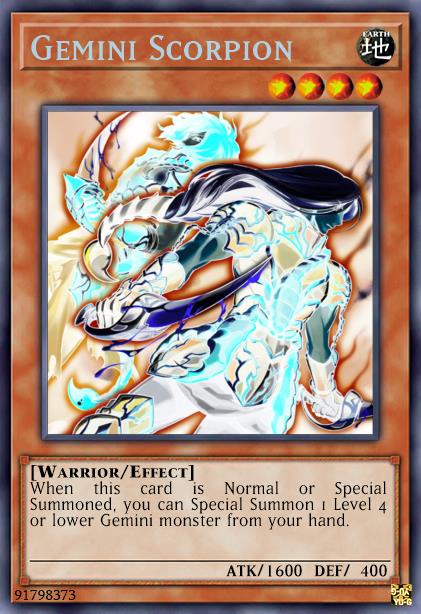 Gemini Scorpion
EARTH
地
[Warrior/Effect]
When this card is Normal or Special
Summoned, you can Special Summon 1 Level 4
or lower Gemini monster from your hand.
ATK/1600 DEF/ 400
91798373